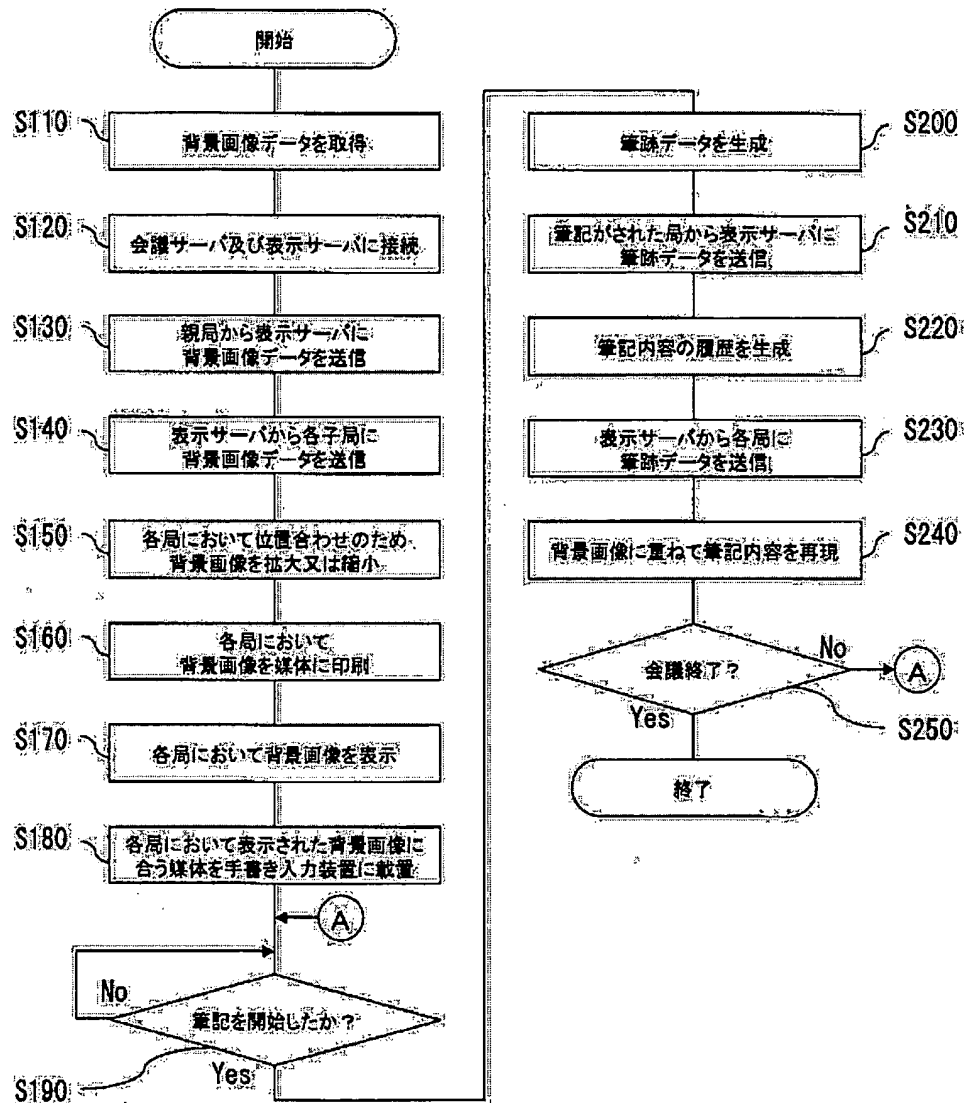 開始
S110
背景画像データを取得
S120
会議サーバ及び表示サーバに接続
S130
親局から表示サーバに
背景画像データを送信
S140
表示サーバから各子局に
背景画像データを送信
S150
各局において位置合わせのため
背景画像を拡大又は縮小
S160
各局において
背景画像を媒体に印刷
S170
各局において背景画像を表示
S180
各局において表示された背景画像に
合う媒体を手書き入力装置に載置
A
No
筆記を開始したか？
Yes
S190
S200
筆跡データを生成
S210
筆記がされた局から表示サーバに
筆跡データを送信
S220
筆記内容の履歴を生成
S230
表示サーバから各局に
筆跡データを送信
S240
背景画像に重ねて筆記内容を再現
会議終了？
No
A
Yes
S250
終了